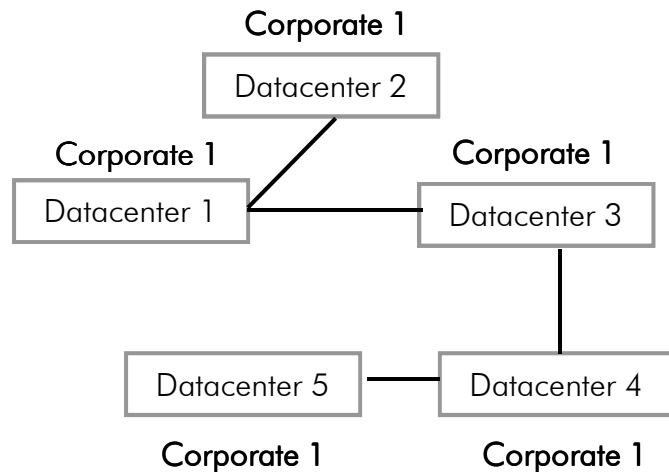 Corporate 1
Datacenter 2
Corporate 1
Datacenter 1
Corporate 1
Datacenter 3
Datacenter 5
Corporate 1
Datacenter 4
Corporate 1